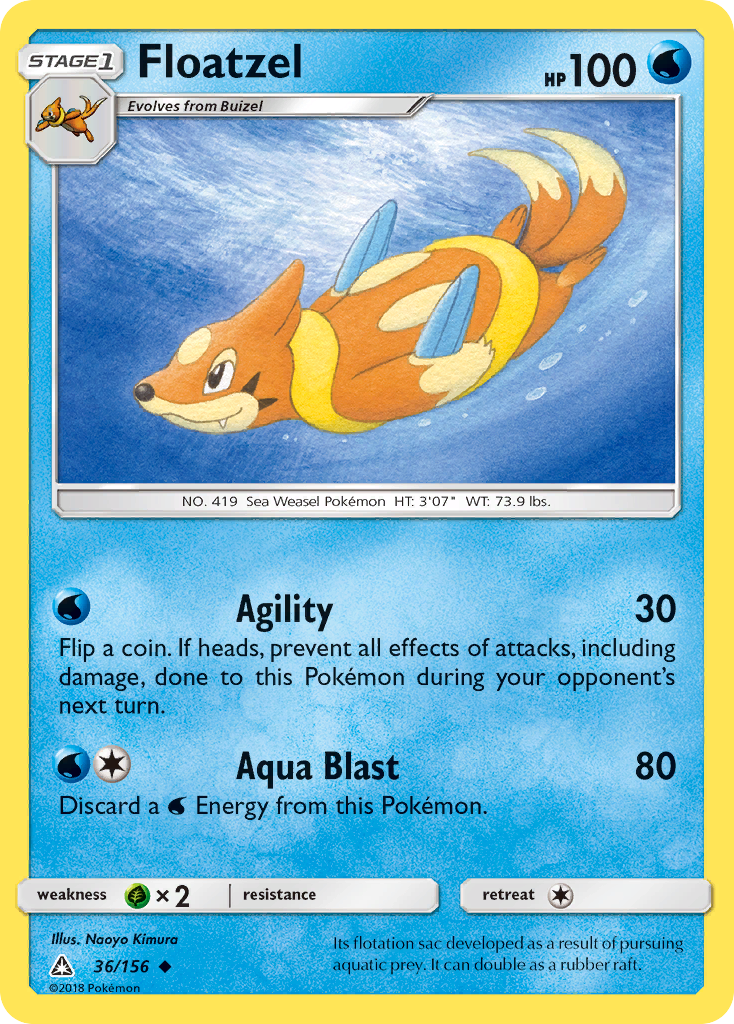 STAGE1
Floatzel
HP 100
Evolves from Buizel
NO. 419 Sea Weasel Pokémon HT: 3'07" WT: 73.9 lbs.
Agility 30
Flip a coin. If heads, prevent all effects of attacks, including
damage, done to this Pokémon during your opponent's
next turn.
Aqua Blast 80
Discard a Energy from this Pokémon.
weakness ×2 resistance retreat
Illus. Naoyo Kimura
36/156
©2018 Pokémon
Its flotation sac developed as a result of pursuing
aquatic prey. It can double as a rubber raft.